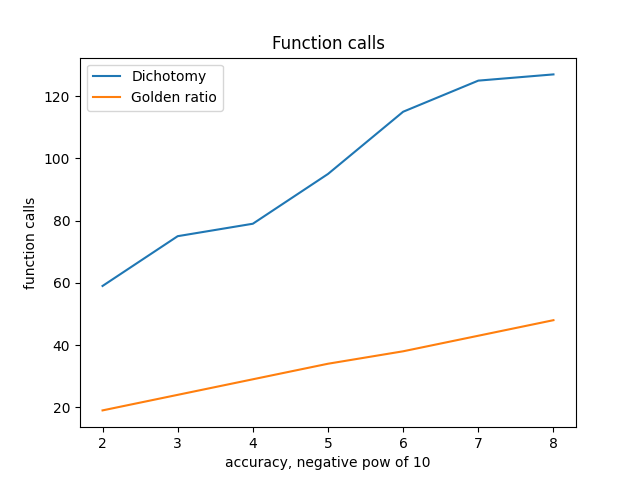 Function calls
Dichotomy
Golden ratio
120
100
80
60
40
20
function calls
2 3 4 5 6 7 8
accuracy, negative pow of 10